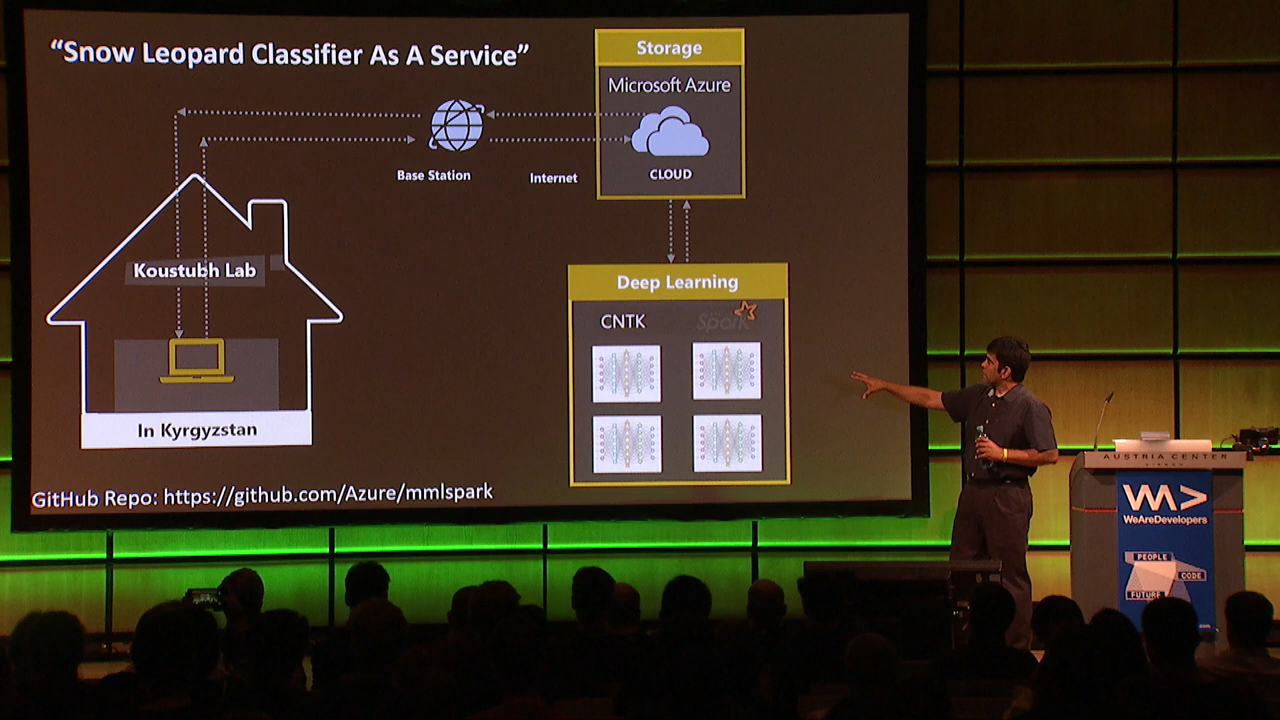 “Snow Leopard Classifier As A Service”
Storage
Microsoft Azure
CLOUD
Base Station
Internet
Koustubh Lab
In Kyrgyzstan
Deep Learning
CNTK
Spark
GitHub Repo: https://github.com/Azure/mmlspark
AUSTRIA CENTER
WeAreDevelopers
PEOPLE
CODE
FUTURE